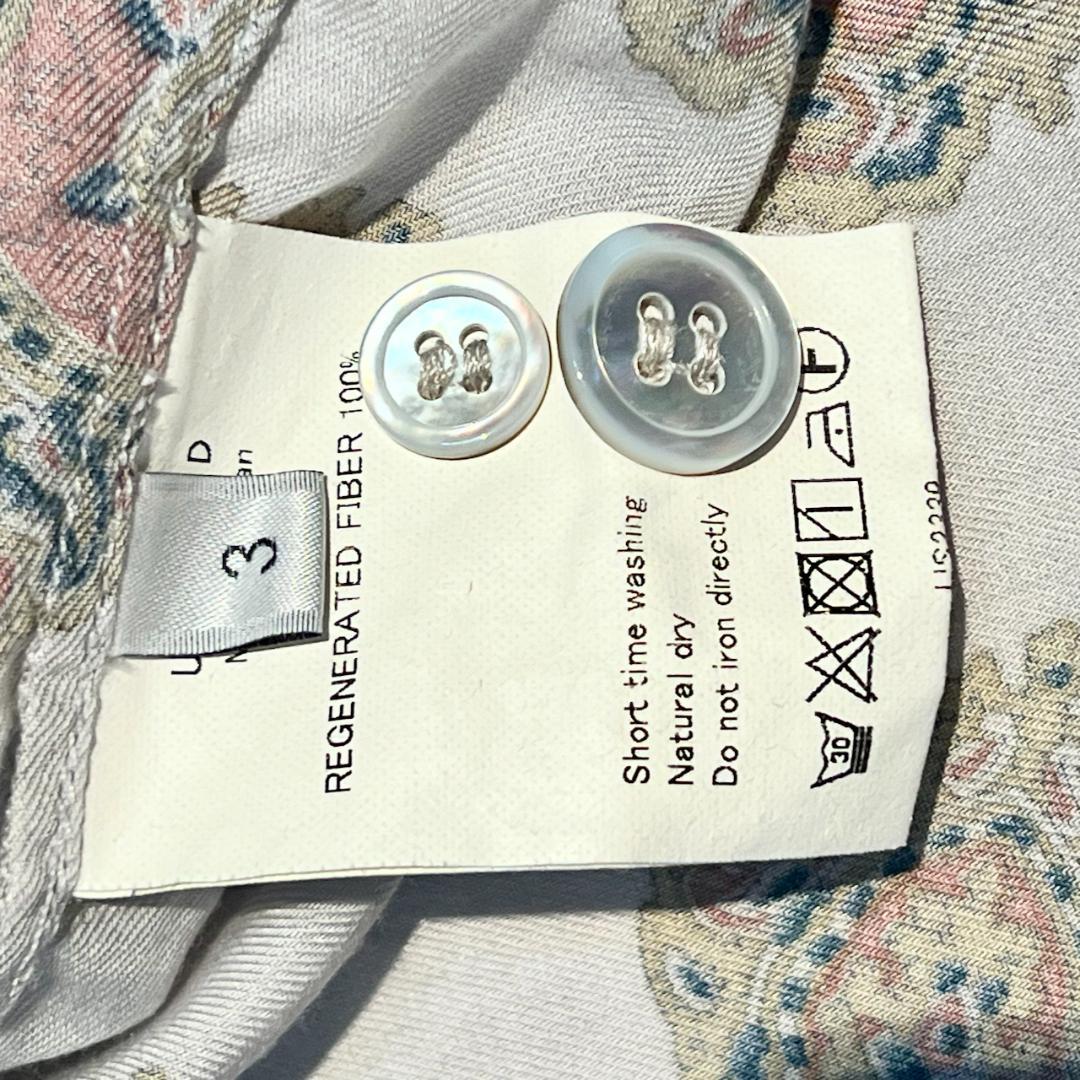 3
REGENERATED FIBER 100%
Short time washing
Natural dry
Do not iron directly
30
F